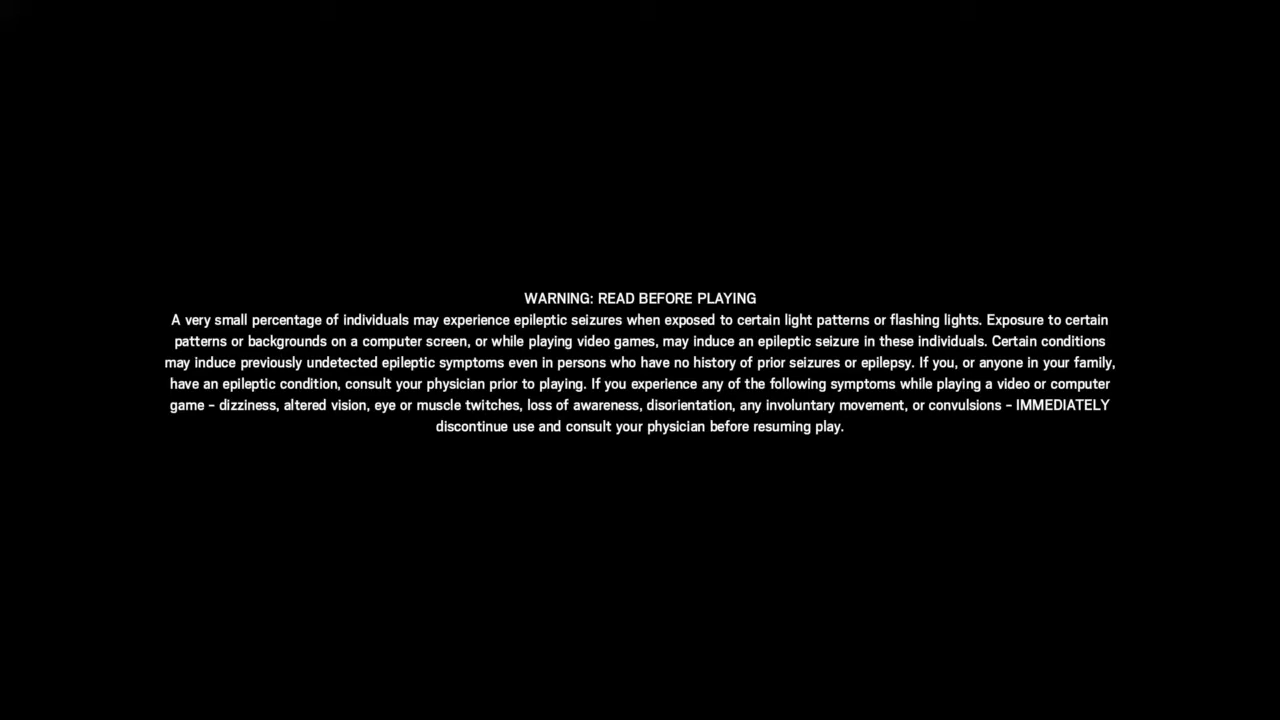 WARNING: READ BEFORE PLAYING
A very small percentage of individuals may experience epileptic seizures when exposed to certain light patterns or flashing lights. Exposure to certain
patterns or backgrounds on a computer screen, or while playing video games, may induce an epileptic seizure in these individuals. Certain conditions
may induce previously undetected epileptic symptoms even in persons who have no history of prior seizures or epilepsy. If you, or anyone in your family,
have an epileptic condition, consult your physician prior to playing. If you experience any of the following symptoms while playing a video or computer
game – dizziness, altered vision, eye or muscle twitches, loss of awareness, disorientation, any involuntary movement, or convulsions – IMMEDIATELY
discontinue use and consult your physician before resuming play.